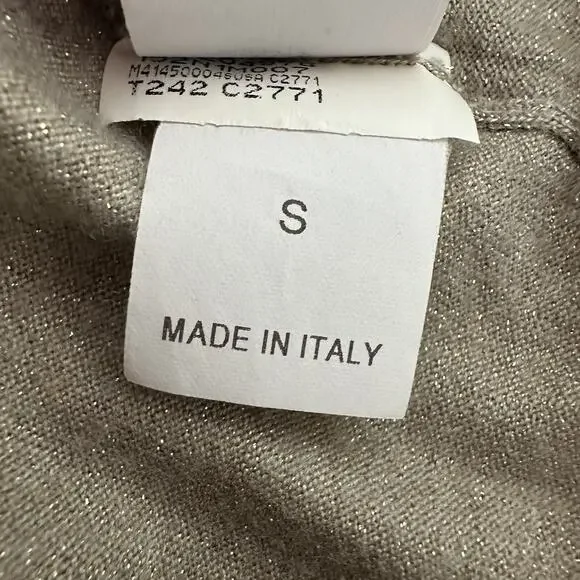 M41450004sUSA C2771
T242 C2771
S
MADE IN ITALY